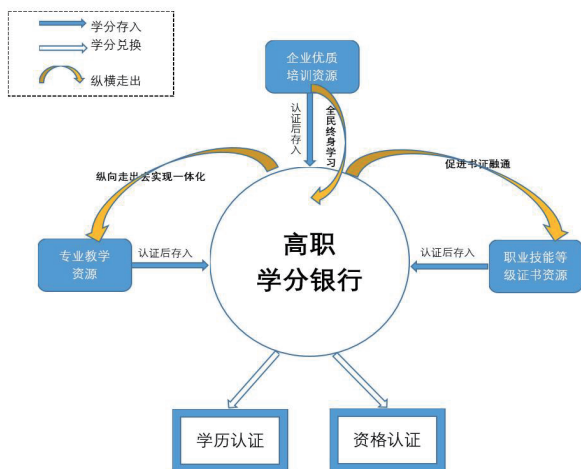 学分存入
学分兑换
纵横走出
企业优质
培训资源
认证后存入
全民终身学习
纵向走出去实现一体化
促进书证融通
专业教学
资源
认证后存入
高职
学分银行
认证后存入
职业技能等
级证书资源
学历认证
资格认证